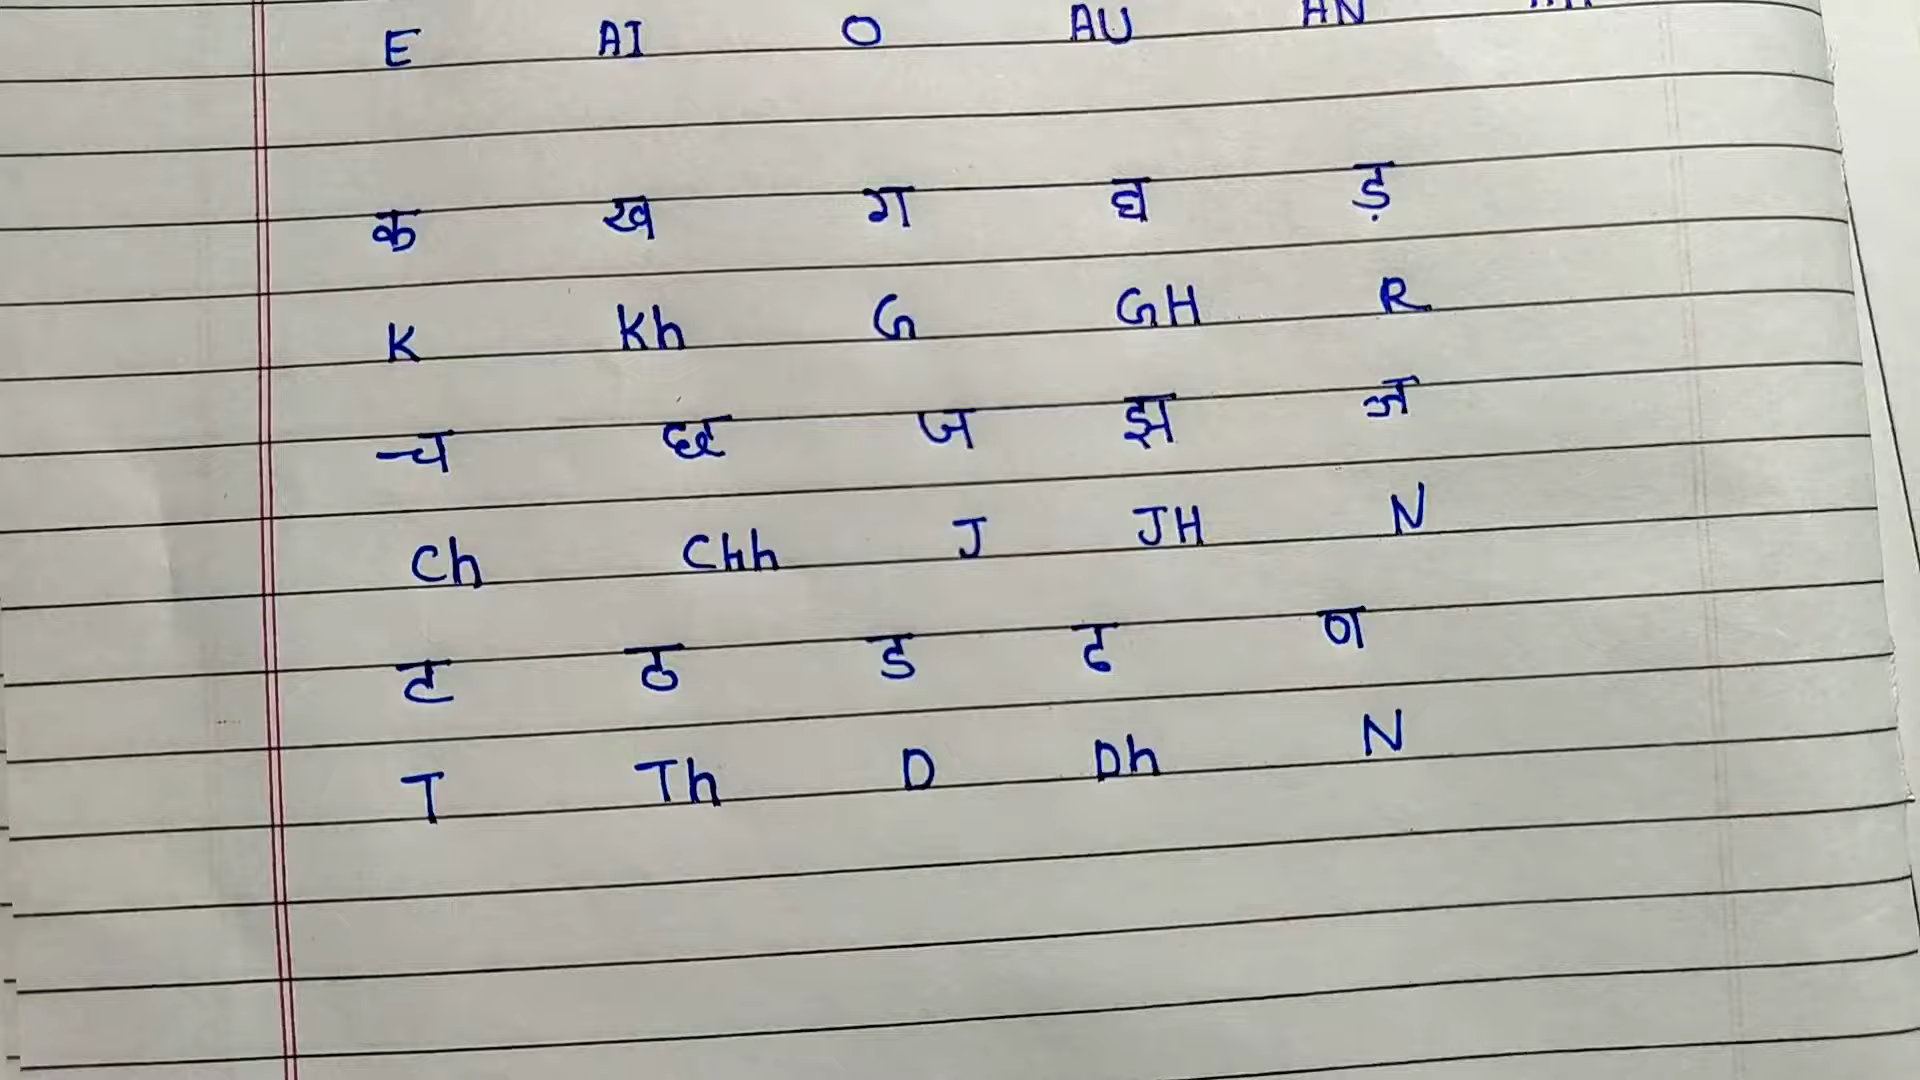 E AI O AU AN
क ख ग घ ड़
K Kh G GH R
च छ ज झ ञ
Ch CHh J JH N
ट ठ ड ढ ण
T Th D Dh N